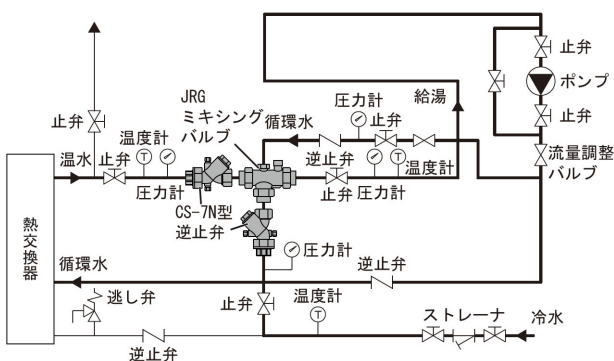 止弁
ポンプ
止弁
流量調整
バルブ
給湯
JRG
ミキシング
バルブ
循環水
圧力計
止弁
逆止弁
止弁
圧力計
温度計
止弁
温水
止弁
温度計
圧力計
CS-7N型
逆止弁
圧力計
熱交換器
循環水
逆止弁
逃し弁
逆止弁
止弁
温度計
T
T
T
ストレーナ
冷水